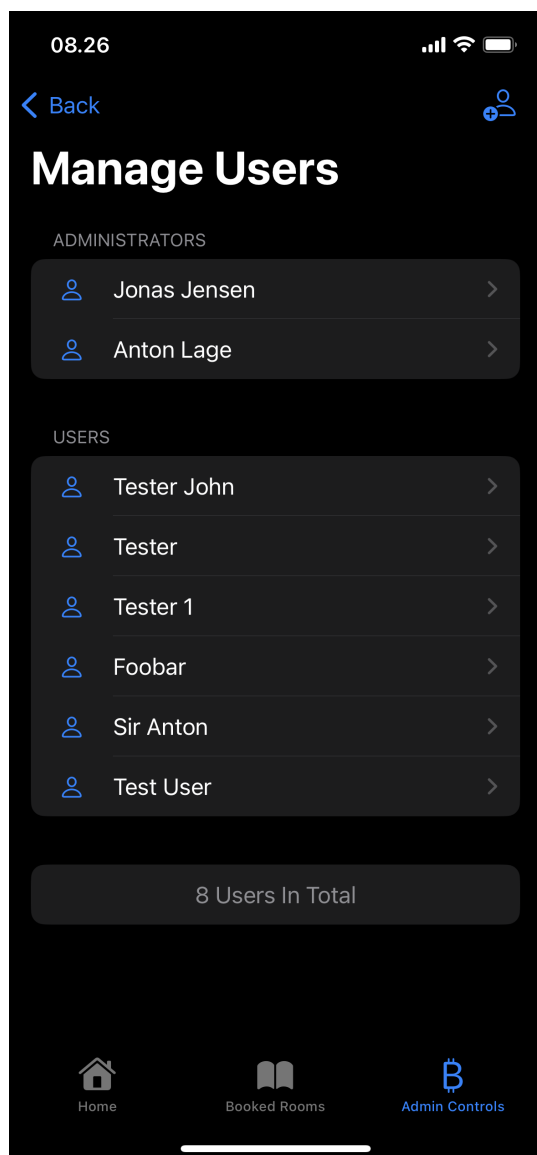 08.26
Back
Manage Users
ADMINISTRATORS
Jonas Jensen
Anton Lage
USERS
Tester John
Tester
Tester 1
Foobar
Sir Anton
Test User
8 Users In Total
Home
Booked Rooms
Admin Controls